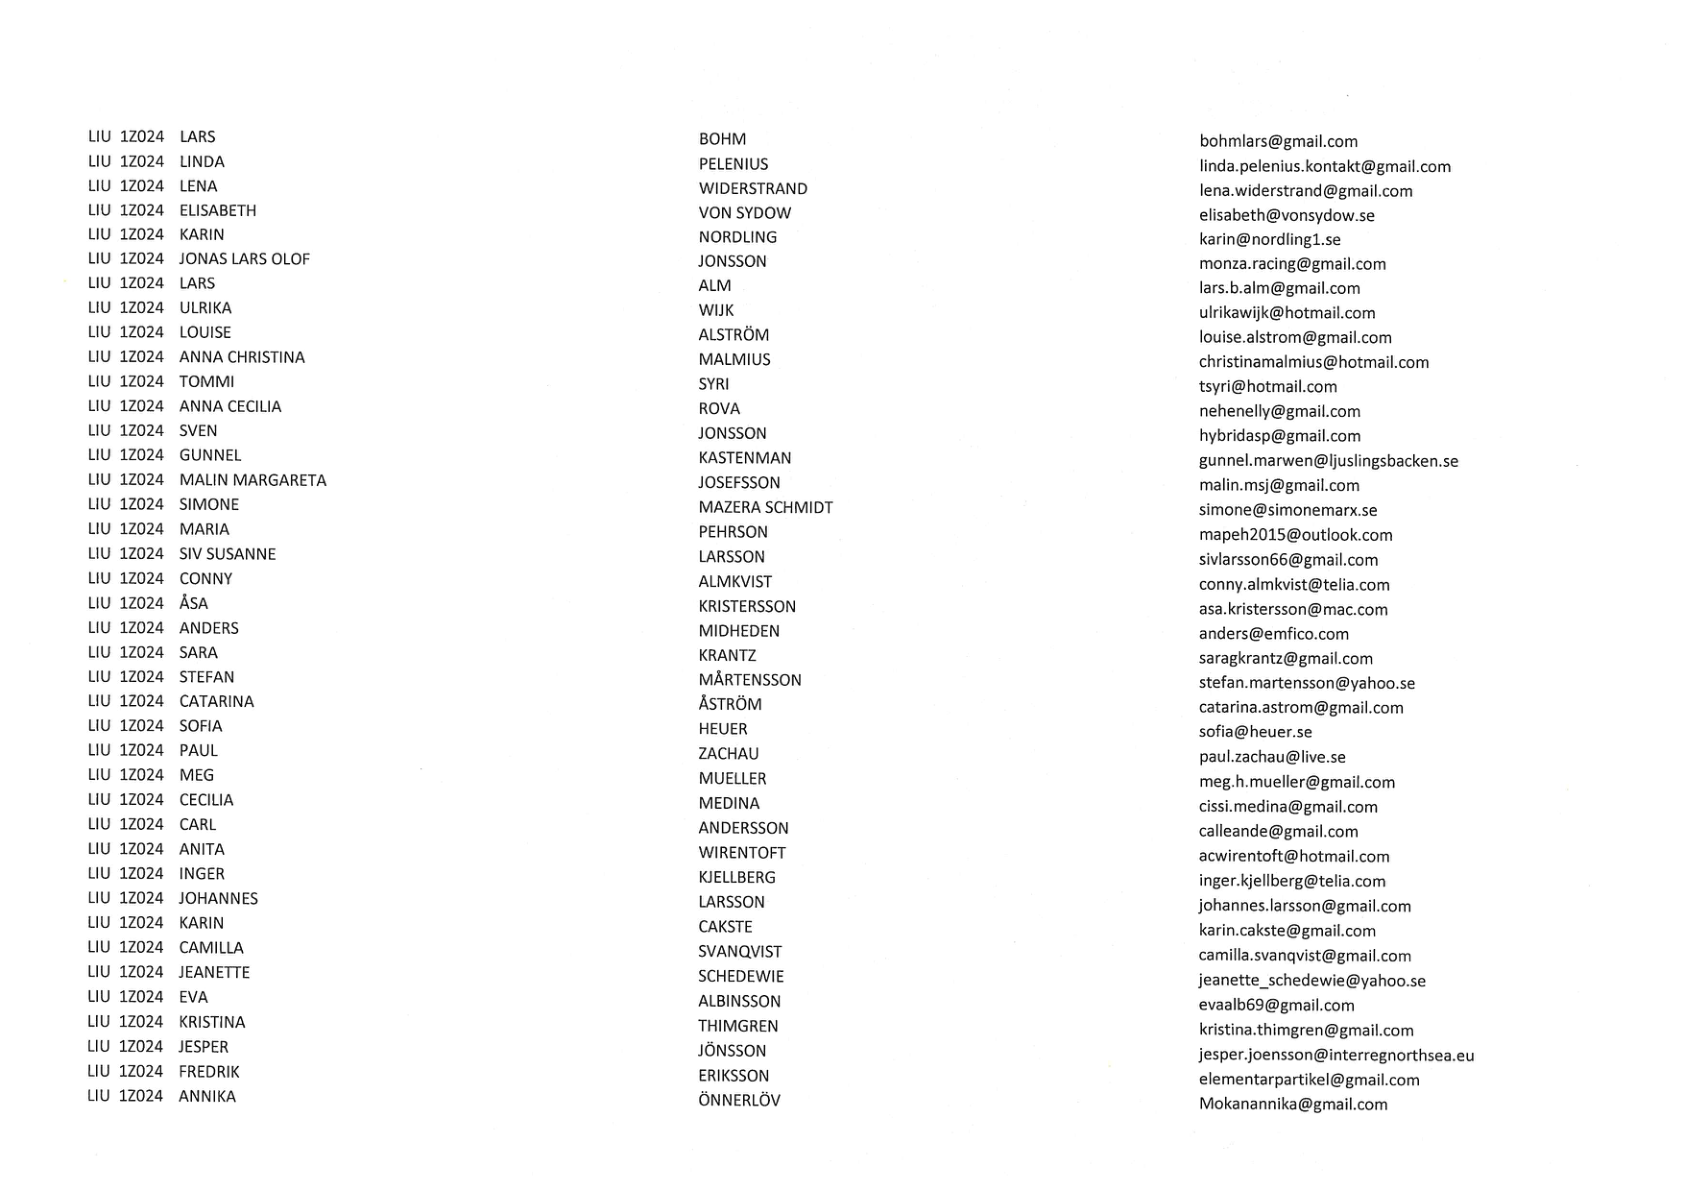 LIU 1Z024 LARS BOHM bohmlars@gmail.com
LIU 1Z024 LINDA PELENIUS linda.pelenius.kontakt@gmail.com
LIU 1Z024 LENA WIDERSTRAND lena.widerstrand@gmail.com
LIU 1Z024 ELISABETH VON SYDOW elisabeth@vonsydow.se
LIU 1Z024 KARIN NORDLING karin@nordling1.se
LIU 1Z024 JONAS LARS OLOF JONSSON monza.racing@gmail.com
LIU 1Z024 LARS ALM lars.b.alm@gmail.com
LIU 1Z024 ULRIKA WIJK ulrikawijk@hotmail.com
LIU 1Z024 LOUISE ALSTRÖM louise.alstrom@gmail.com
LIU 1Z024 ANNA CHRISTINA MALMIUS christinamalmius@hotmail.com
LIU 1Z024 TOMMI SYRI tsyri@hotmail.com
LIU 1Z024 ANNA CECILIA ROVA nehenelly@gmail.com
LIU 1Z024 SVEN JONSSON hybridasp@gmail.com
LIU 1Z024 GUNNEL KASTENMAN gunnel.marwen@ljuslingsbacken.se
LIU 1Z024 MALIN MARGARETA JOSEFSSON malin.msj@gmail.com
LIU 1Z024 SIMONE MAZERA SCHMIDT simone@simonemarx.se
LIU 1Z024 MARIA PEHRSON mapeh2015@outlook.com
LIU 1Z024 SIV SUSANNE LARSSON sivlarsson66@gmail.com
LIU 1Z024 CONNY ALMKVIST conny.almkvist@telia.com
LIU 1Z024 ÅSA KRISTERSSON asa.kristersson@mac.com
LIU 1Z024 ANDERS MIDHEDEN anders@emfico.com
LIU 1Z024 SARA KRANTZ saragkrantz@gmail.com
LIU 1Z024 STEFAN MÅRTENSSON stefan.martensson@yahoo.se
LIU 1Z024 CATARINA ÅSTRÖM catarina.astrom@gmail.com
LIU 1Z024 SOFIA HEUER sofia@heuer.se
LIU 1Z024 PAUL ZACHAU paul.zachau@live.se
LIU 1Z024 MEG MUELLER meg.h.mueller@gmail.com
LIU 1Z024 CECILIA MEDINA cissi.medina@gmail.com
LIU 1Z024 CARL ANDERSSON calleande@gmail.com
LIU 1Z024 ANITA WIRENTOFT acwirentoft@hotmail.com
LIU 1Z024 INGER KJELLBERG inger.kjellberg@telia.com
LIU 1Z024 JOHANNES LARSSON johannes.larsson@gmail.com
LIU 1Z024 KARIN CAKSTE karin.cakste@gmail.com
LIU 1Z024 CAMILLA SVANQVIST camilla.svanqvist@gmail.com
LIU 1Z024 JEANETTE SCHEDEWIE jeanette_schedewie@yahoo.se
LIU 1Z024 EVA ALBINSSON evaalb69@gmail.com
LIU 1Z024 KRISTINA THIMGREN kristina.thimgren@gmail.com
LIU 1Z024 JESPER JÖNSSON jesper.joensson@interregnorthsea.eu
LIU 1Z024 FREDRIK ERIKSSON elementarpartikel@gmail.com
LIU 1Z024 ANNIKA ÖNNERLÖV Mokanannika@gmail.com